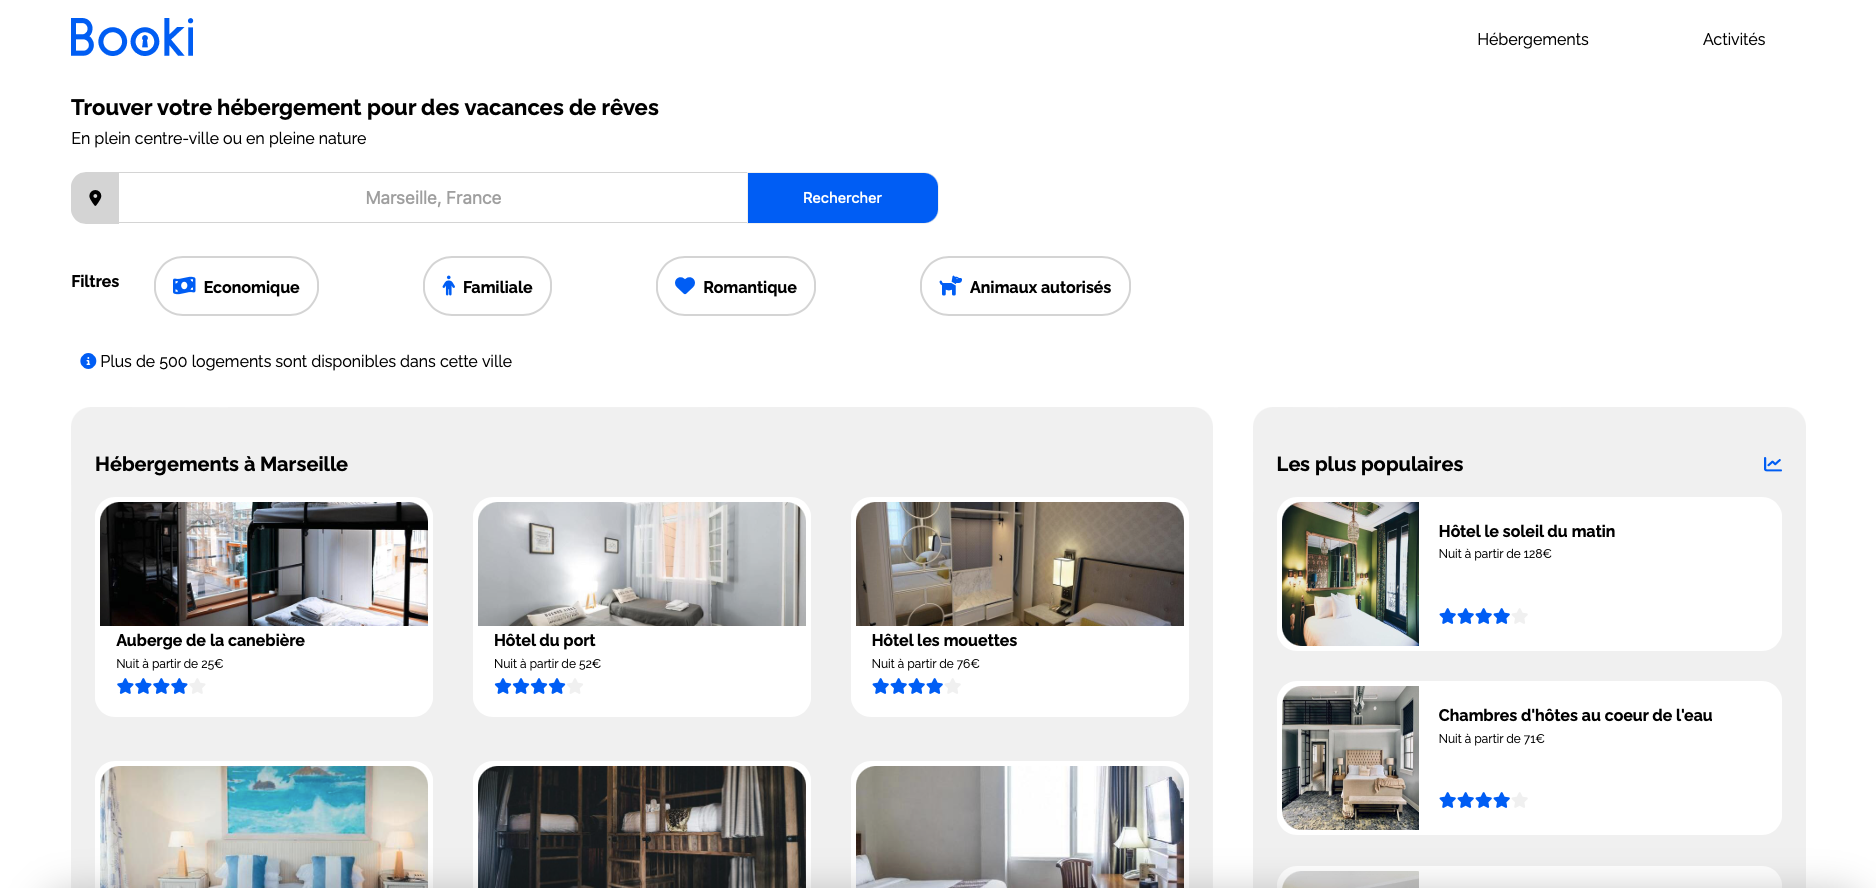 Booki
Hébergements
Activités
Trouver votre hébergement pour des vacances de rêves
En plein centre-ville ou en pleine nature
Marseille, France
Rechercher
Filtres
Economique
Familiale
Romantique
Animaux autorisés
Plus de 500 logements sont disponibles dans cette ville
Hébergements à Marseille
Auberge de la canebière
Nuit à partir de 25€
Hôtel du port
Nuit à partir de 52€
Hôtel les mouettes
Nuit à partir de 76€
Les plus populaires
Hôtel le soleil du matin
Nuit à partir de 128€
Chambres d'hôtes au coeur de l'eau
Nuit à partir de 71€